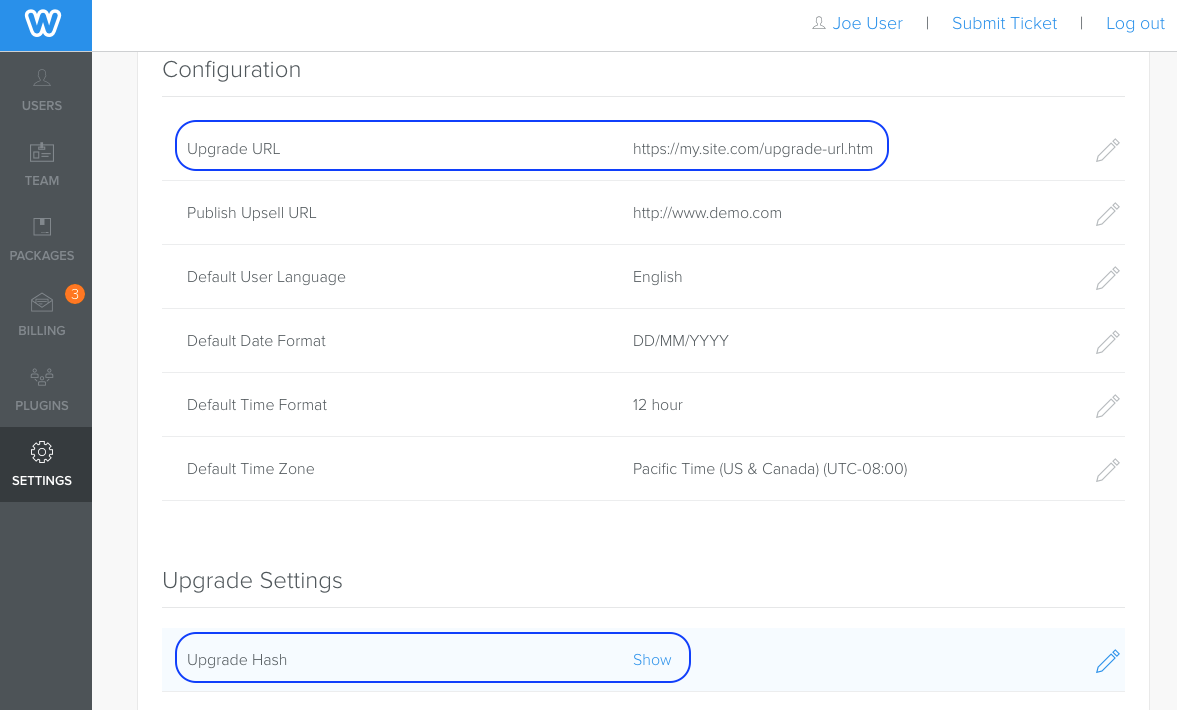 Joe User | Submit Ticket | Log out
USERS
TEAM
PACKAGES
3
BILLING
PLUGINS
SETTINGS
Configuration
Upgrade URL https://my.site.com/upgrade-url.htm
Publish Upsell URL http://www.demo.com
Default User Language English
Default Date Format DD/MM/YYYY
Default Time Format 12 hour
Default Time Zone Pacific Time (US & Canada) (UTC-08:00)
Upgrade Settings
Upgrade Hash Show